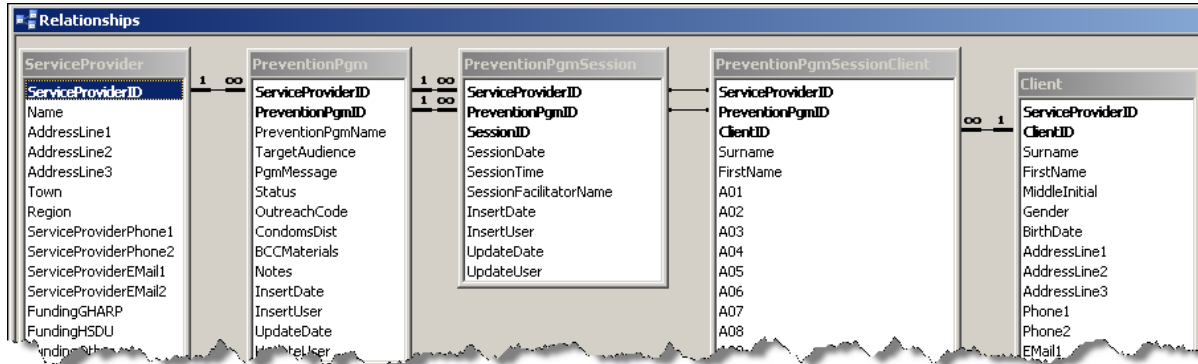 Relationships
ServiceProvider
ServiceProviderID
Name
AddressLine1
AddressLine2
AddressLine3
Town
Region
ServiceProviderPhone1
ServiceProviderPhone2
ServiceProviderEMail1
ServiceProviderEMail2
FundingGHARP
FundingHSDU
1 ∞
PreventionPgm
ServiceProviderID
PreventionPgmID
PreventionPgmName
TargetAudience
PgmMessage
Status
OutreachCode
CondomsDist
BCCMaterials
Notes
InsertDate
InsertUser
UpdateDate
UpdateUser
1 ∞
1 ∞
PreventionPgmSession
ServiceProviderID
PreventionPgmID
SessionID
SessionDate
SessionTime
SessionFacilitatorName
InsertDate
InsertUser
UpdateDate
UpdateUser
PreventionPgmSessionClient
ServiceProviderID
PreventionPgmID
ClientID
Surname
FirstName
A01
A02
A03
A04
A05
A06
A07
A08
∞ 1
Client
ServiceProviderID
ClientID
Surname
FirstName
MiddleInitial
Gender
BirthDate
AddressLine1
AddressLine2
AddressLine3
Phone1
Phone2
EMail1